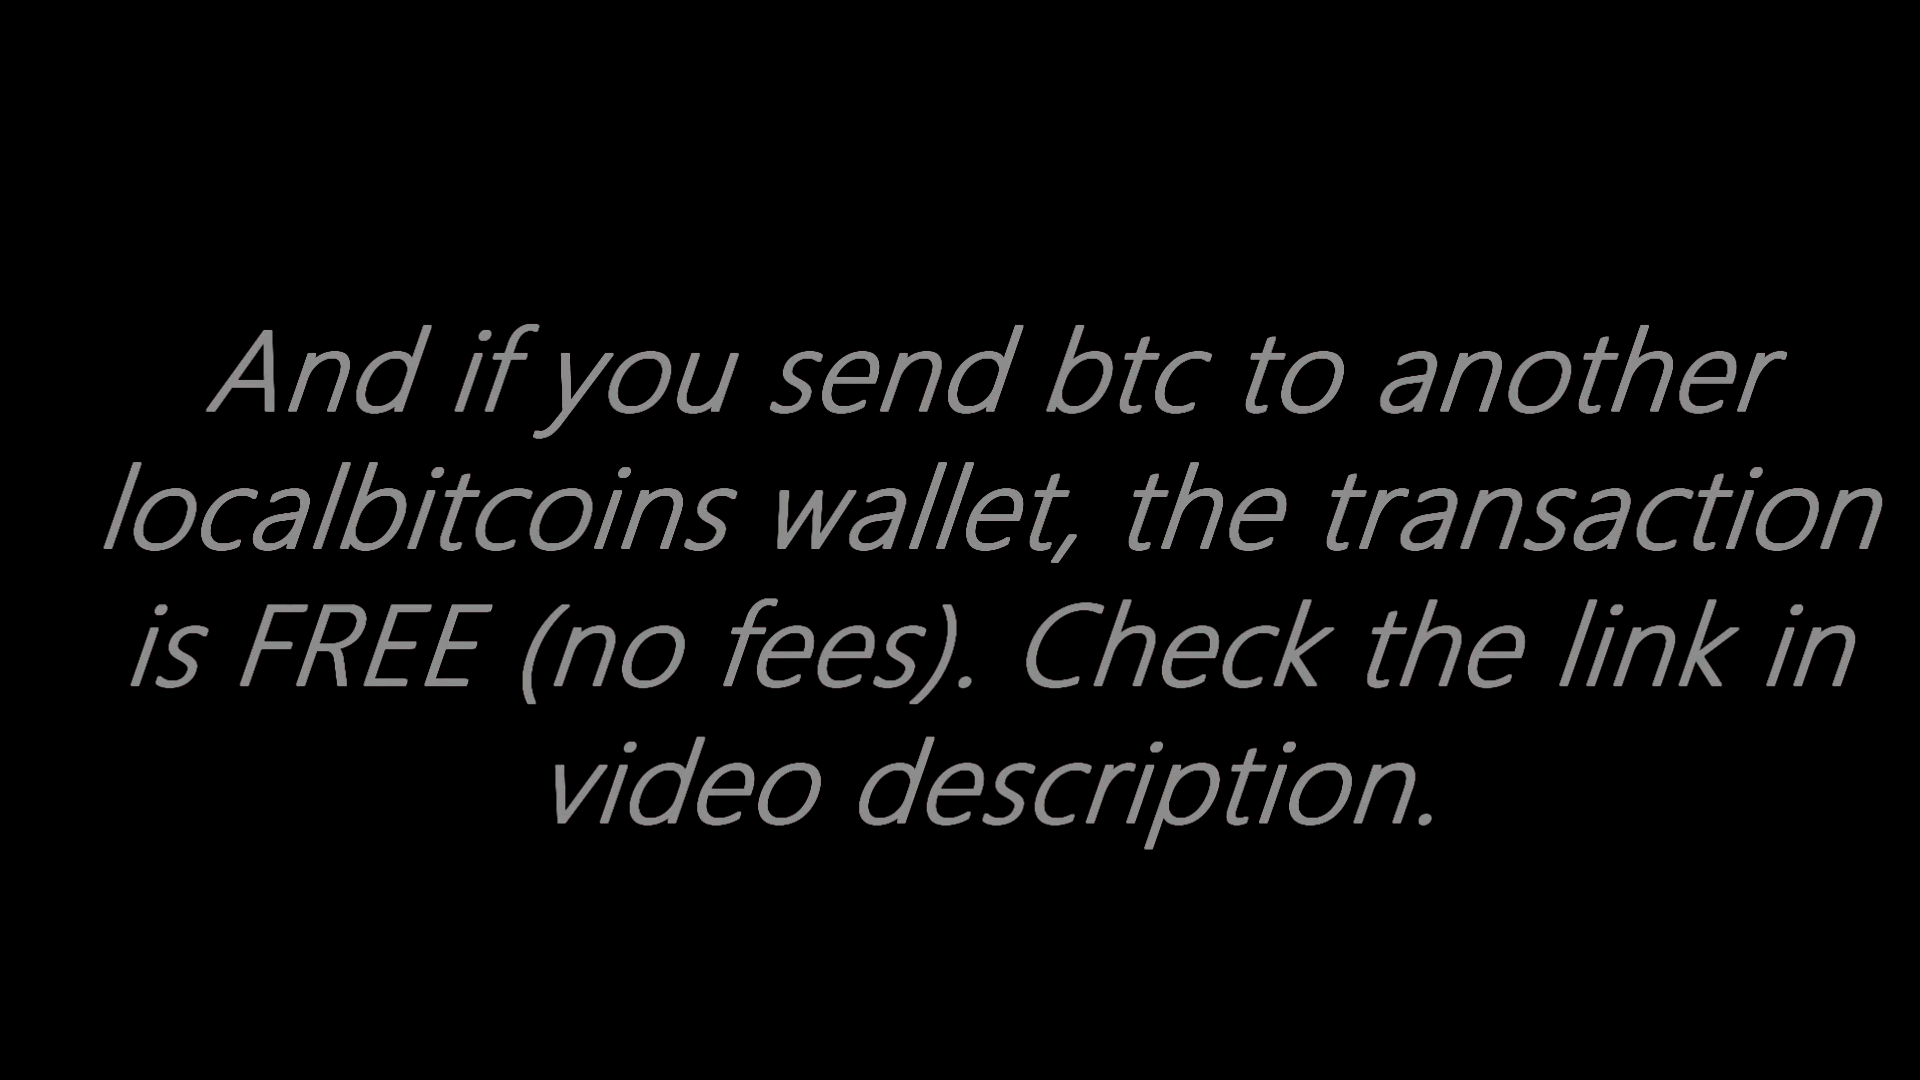 And if you send btc to another
localbitcoins wallet, the transaction
is FREE (no fees). Check the link in
video description.